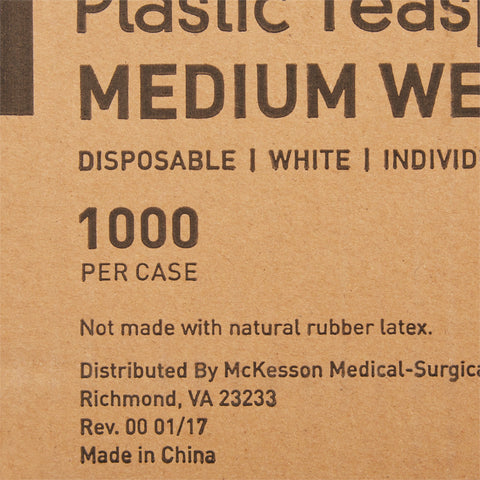 Plastic Teas
MEDIUM WE
DISPOSABLE | WHITE | INDIVID
1000
PER CASE
Not made with natural rubber latex.
Distributed By McKesson Medical-Surgica
Richmond, VA 23233
Rev. 00 01/17
Made in China